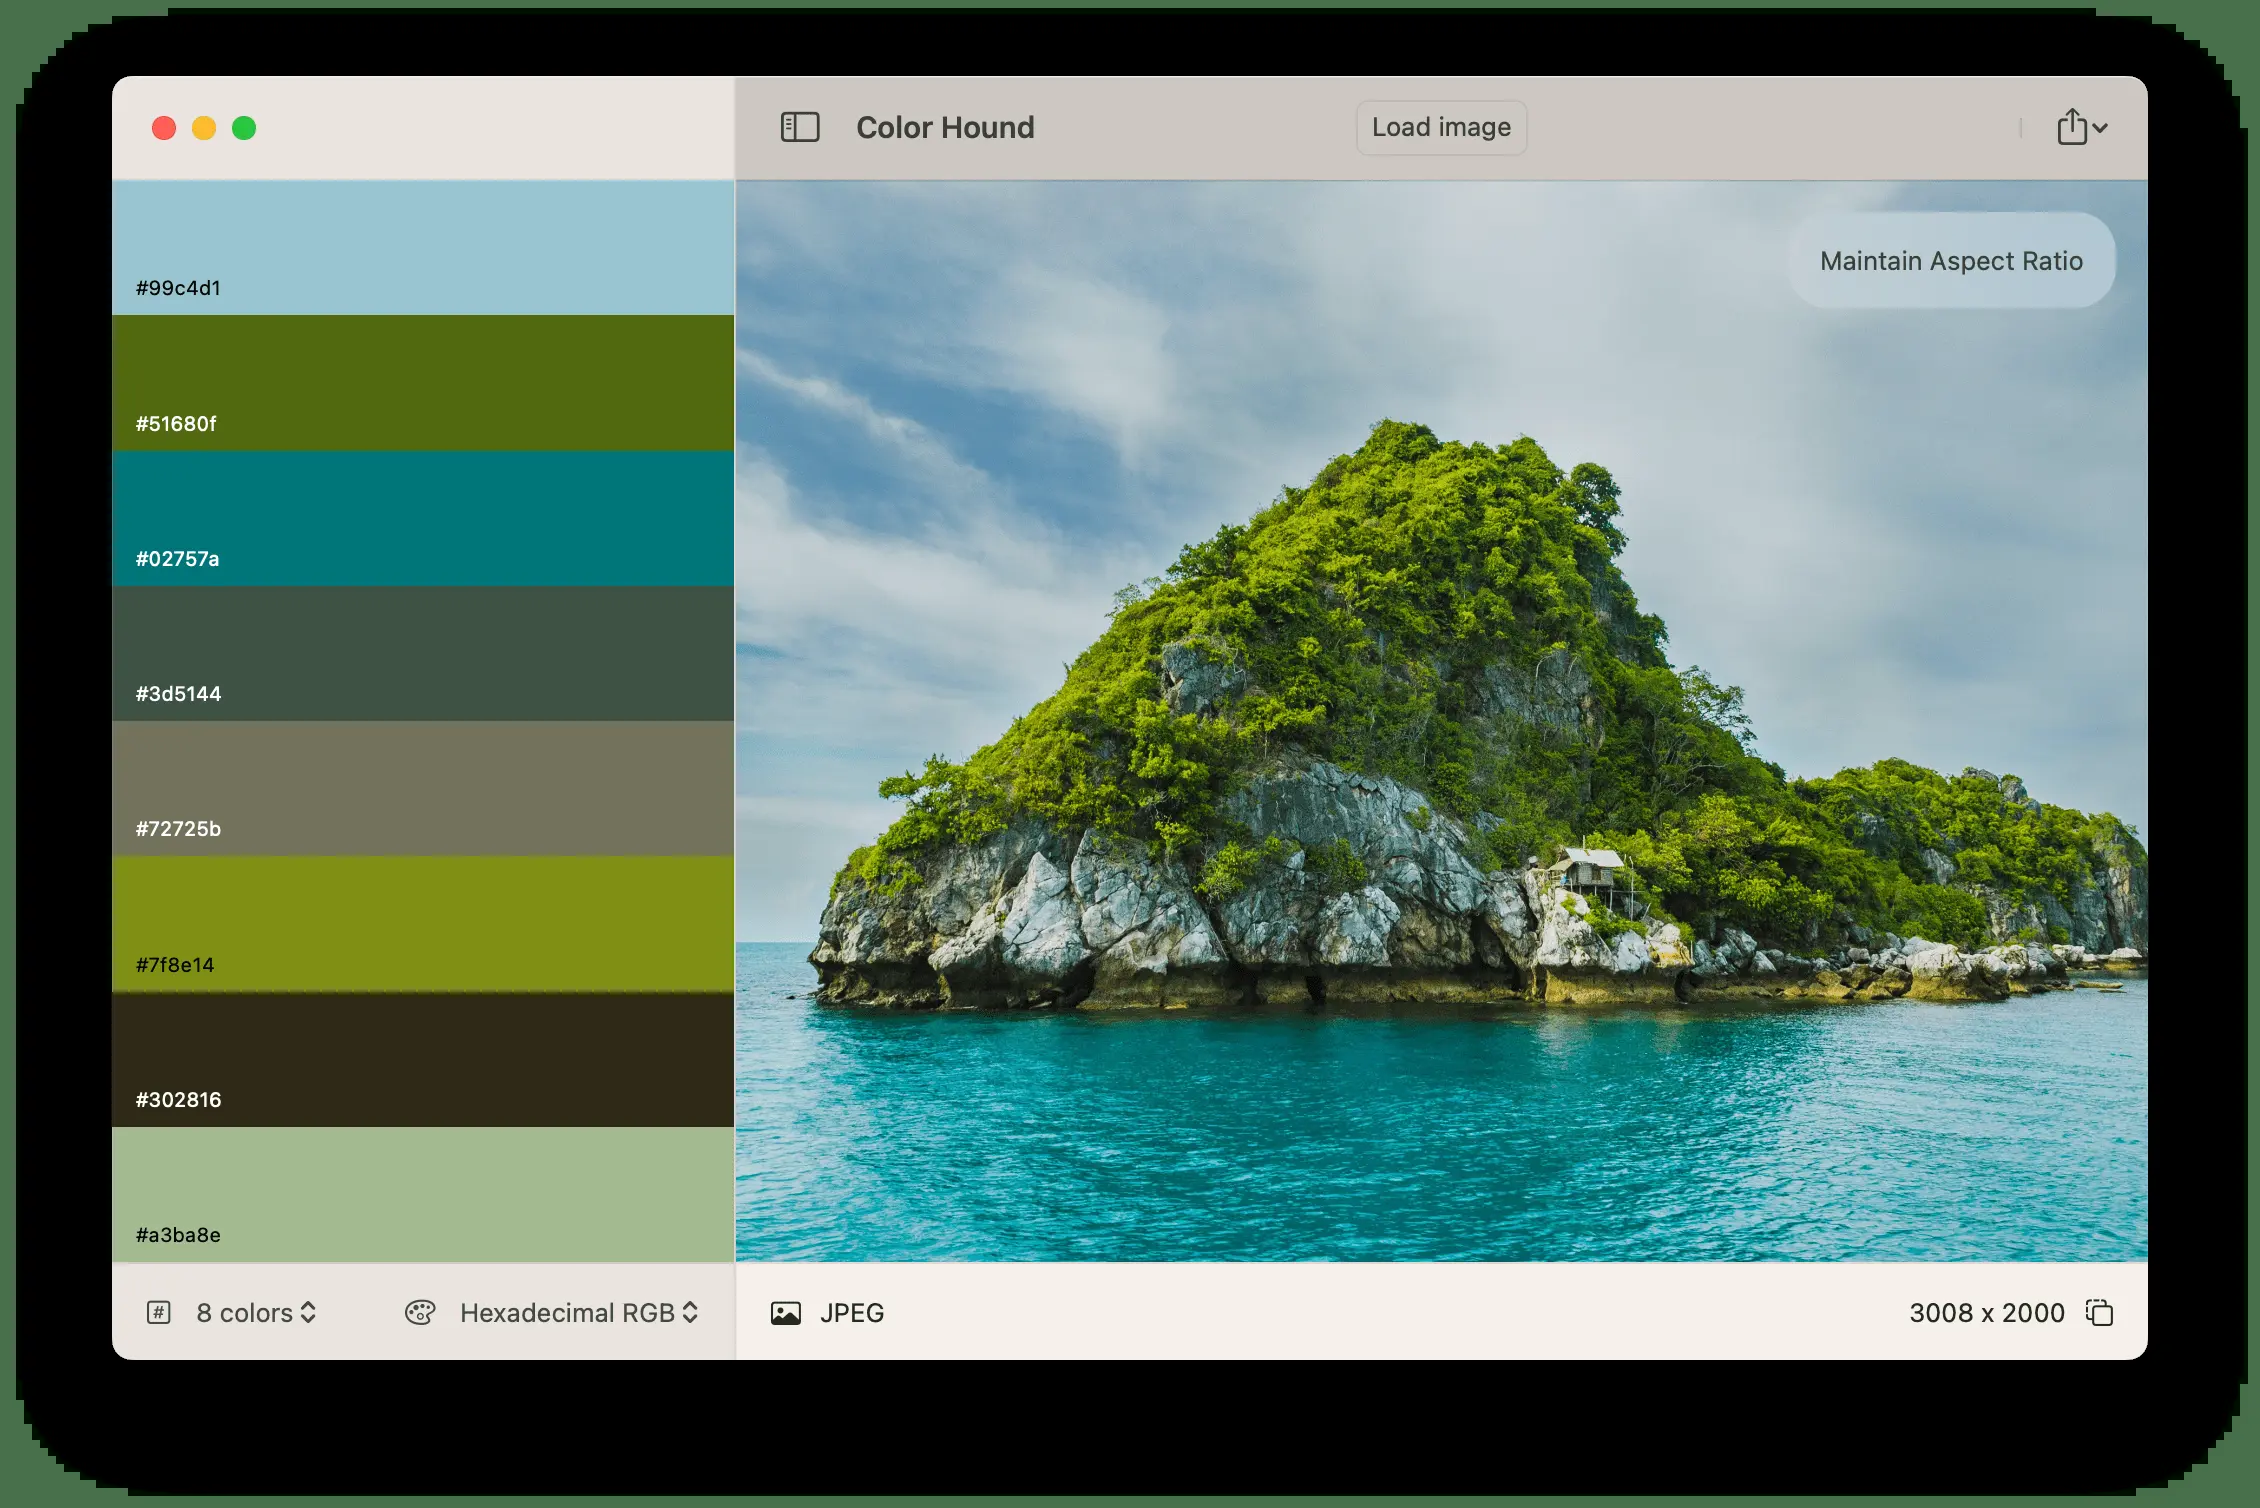 Color Hound
Load image
#99c4d1
#51680f
#02757a
#3d5144
#72725b
#7f8e14
#302816
#a3ba8e
Maintain Aspect Ratio
# 8 colors
Hexadecimal RGB
JPEG
3008 x 2000